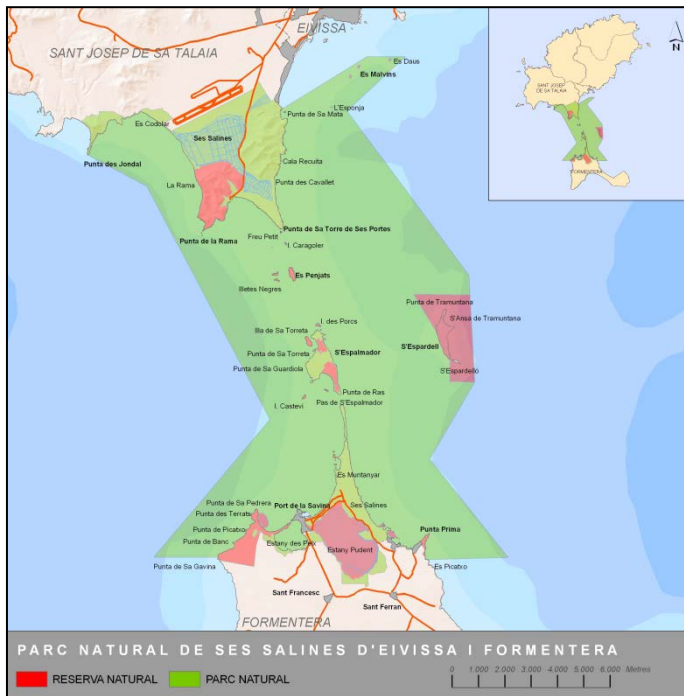 EIVISSA
SANT JOSEP DE SA TALAIA
Es Daus
Es Malvins
L'Esponja
Punta de Sa Mata
Es Codolar
Ses Salines
Punta des Jondal
Cala Recuita
La Rama
Punta des Cavallet
Punta de la Rama
Freu Petit
Punta de Sa Torre de Ses Portes
I. Caragoler
Es Penjats
Betes Negres
Punta de Tramuntana
S'Ansa de Tramuntana
I. des Porcs
Illa de Sa Torreta
Punta de Sa Torreta
S'Espalmador
S'Espardell
Punta de Sa Guardiola
S'Espardelló
Punta de Ras
I. Castevi
Pas de S'Espalmador
Es Muntanyar
Punta de Sa Pedrera
Port de la Savina
Ses Salines
Punta des Terrats
Punta de Picatxo
Punta Prima
Punta de Banc
Estany des Peix
Estany Pudent
Punta de Sa Gavina
Es Picatxo
Sant Francesc
Sant Ferran
FORMENTERA
N
SANT JOSEP
DE SA TALAIA
FORMENTERA
PARC NATURAL DE SES SALINES D'EIVISSA I FORMENTERA
RESERVA NATURAL
PARC NATURAL
0 1.000 2.000 3.000 4.000 5.000 6.000 Metres